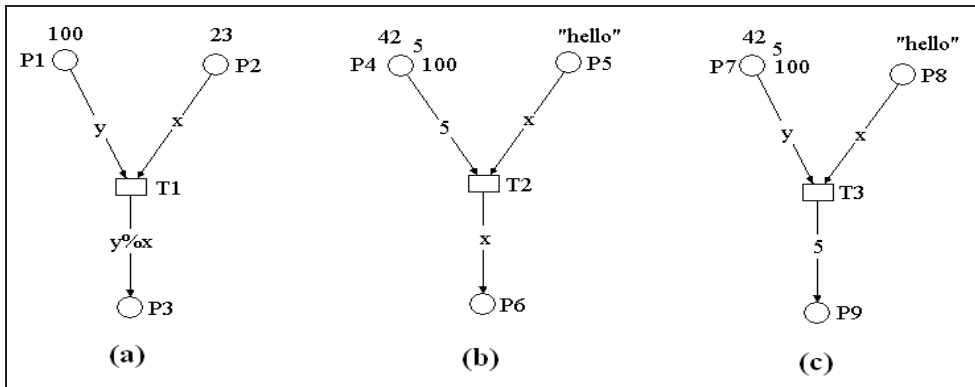 100
23
P1
P2
y
x
T1
y%x
P3
(a)
42
5
100
P4
"hello"
P5
5
x
T2
x
P6
(b)
42
5
100
P7
"hello"
P8
y
x
T3
5
P9
(c)